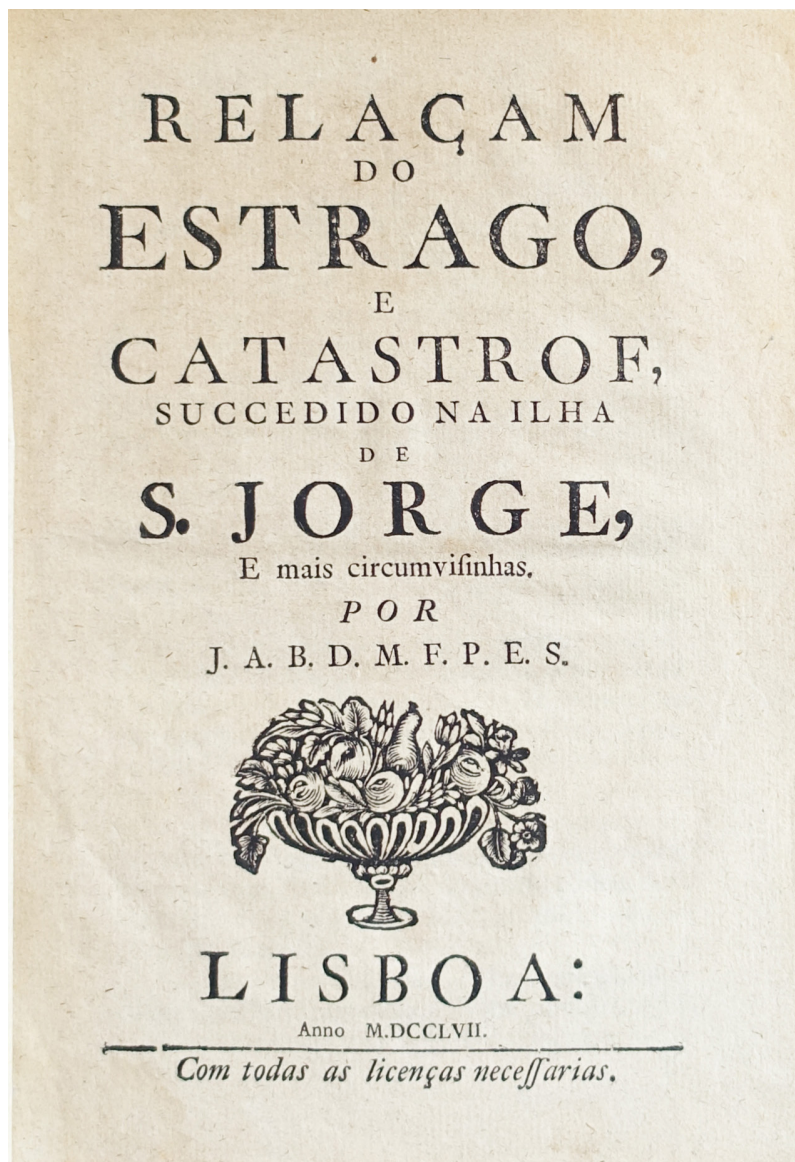 RELAÇAM
DO
ESTRAGO,
E
CATASTROF,
SUCCEDIDO NA ILHA
DE
S. JORGE,
E mais circumviſinhas.
POR
J. A. B. D. M. F. P. E. S.
LISBOA:
Anno M.DCCLVII.
Com todas as licenças neceſſarias.